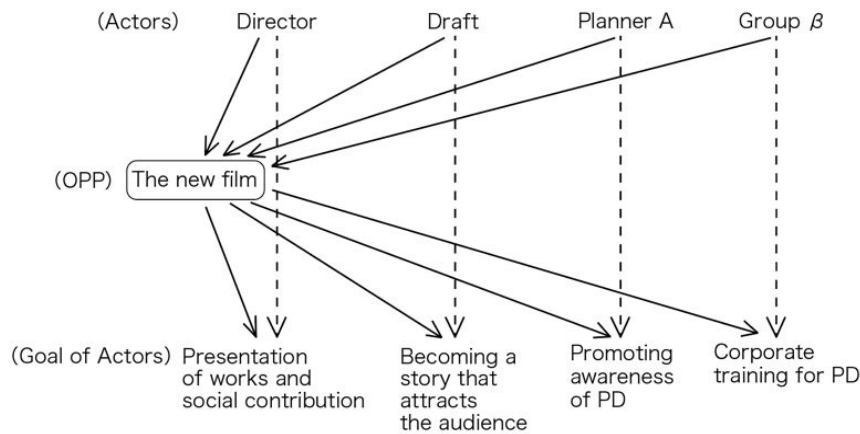 (Actors) Director Draft Planner A Group β
(OPP) The new film
(Goal of Actors) Presentation of works and social contribution
Becoming a story that attracts the audience
Promoting awareness of PD
Corporate training for PD